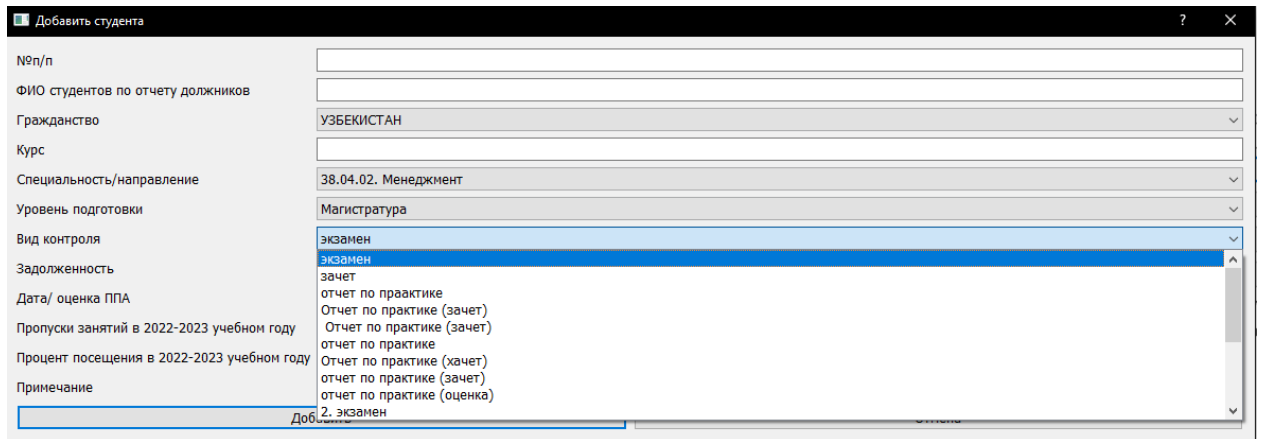 Добавить студента ?
№п/п
ФИО студентов по отчету должников
Гражданство УЗБЕКИСТАН
Курс
Специальность/направление 38.04.02. Менеджмент
Уровень подготовки Магистратура
Вид контроля экзамен
экзамен
Задолженность
зачет
отчет по праактике
Дата/ оценка ППА
Отчет по практике (зачет)
Пропуски занятий в 2022-2023 учебном году
Отчет по практике (зачет)
отчет по практике
Процент посещения в 2022-2023 учебном году
Отчет по практике (хачет)
отчет по практике (зачет)
Примечание
отчет по практике (оценка)
2. экзамен